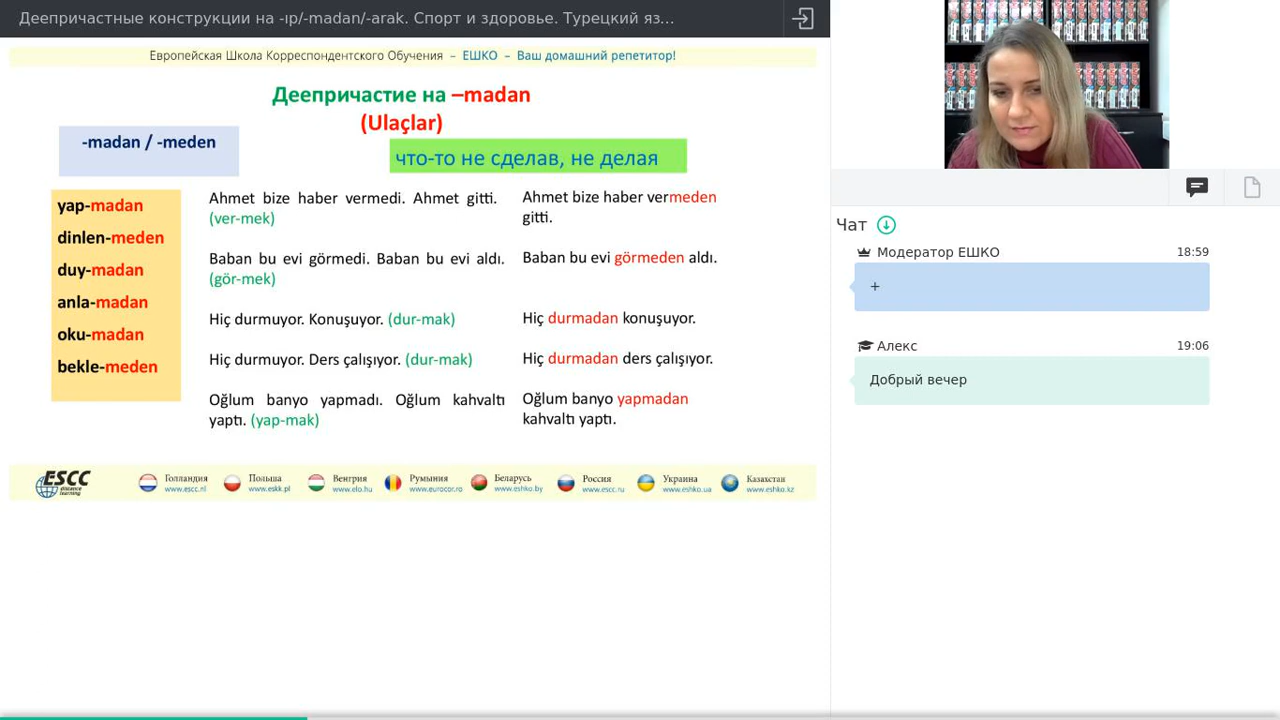 Деепричастные конструкции на -ıp/-madan/-arak. Спорт и здоровье. Турецкий яз...
Европейская Школа Корреспондентского Обучения – ЕШКО – Ваш домашний репетитор!
Деепричастие на –madan
(Ulaçlar)
-madan / -meden
что-то не сделав, не делая
yap-madan
dinlen-meden
duy-madan
anla-madan
oku-madan
bekle-meden
Ahmet bize haber vermedi. Ahmet gitti.
(ver-mek)
Baban bu evi görmedi. Baban bu evi aldı.
(gör-mek)
Hiç durmuyor. Konuşuyor. (dur-mak)
Hiç durmuyor. Ders çalışıyor. (dur-mak)
Oğlum banyo yapmadı. Oğlum kahvaltı
yaptı. (yap-mak)
Ahmet bize haber vermeden
gitti.
Baban bu evi görmeden aldı.
Hiç durmadan konuşuyor.
Hiç durmadan ders çalışıyor.
Oğlum banyo yapmadan
kahvaltı yaptı.
ESCC
distance
learning
Голландия
www.escc.nl
Польша
www.eskk.pl
Венгрия
www.elo.hu
Румыния
www.eurocor.ro
Беларусь
www.eshko.by
Россия
www.escc.ru
Украина
www.eshko.ua
Казахстан
www.eshko.kz
Чат
Модератор ЕШКО 18:59
+
Алекс 19:06
Добрый вечер